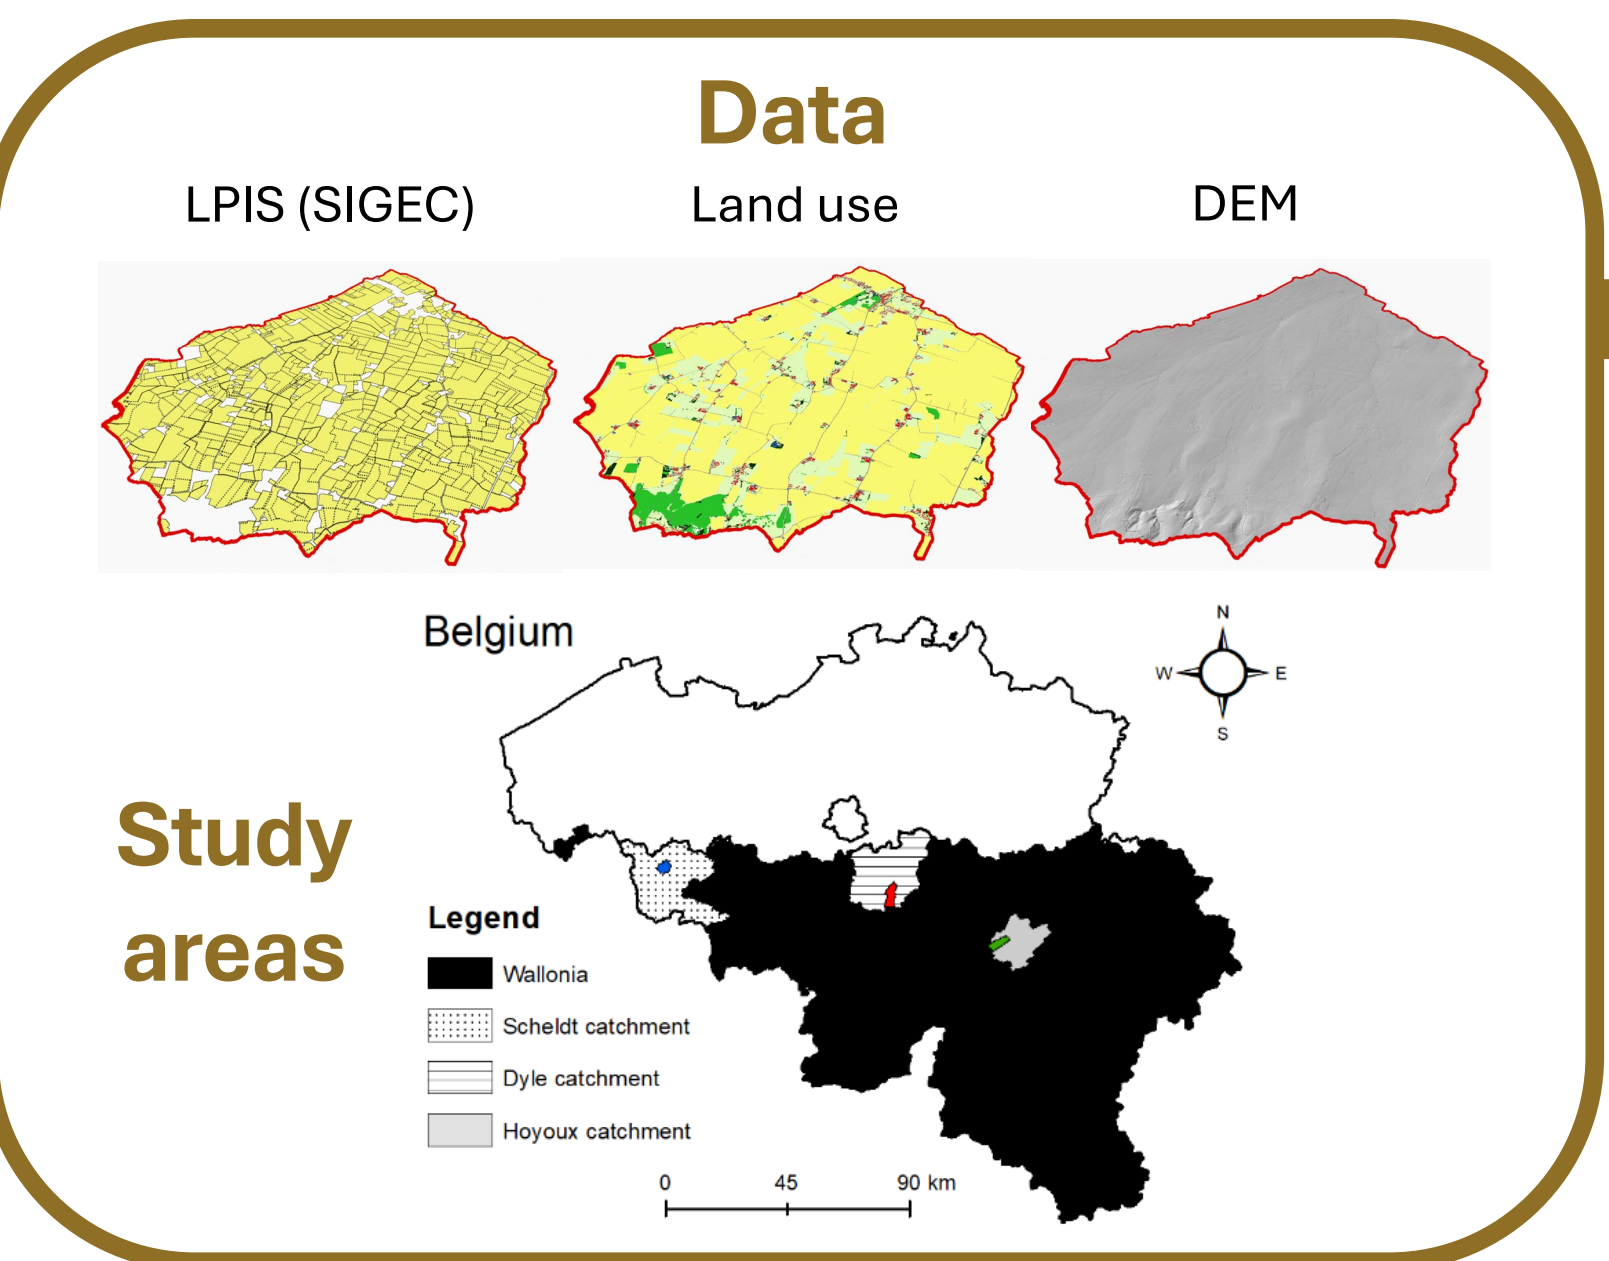 Data
LPIS (SIGEC)
Land use
DEM
Belgium
N
W
E
S
Study
areas
Legend
Wallonia
Scheldt catchment
Dyle catchment
Hoyoux catchment
0 45 90 km